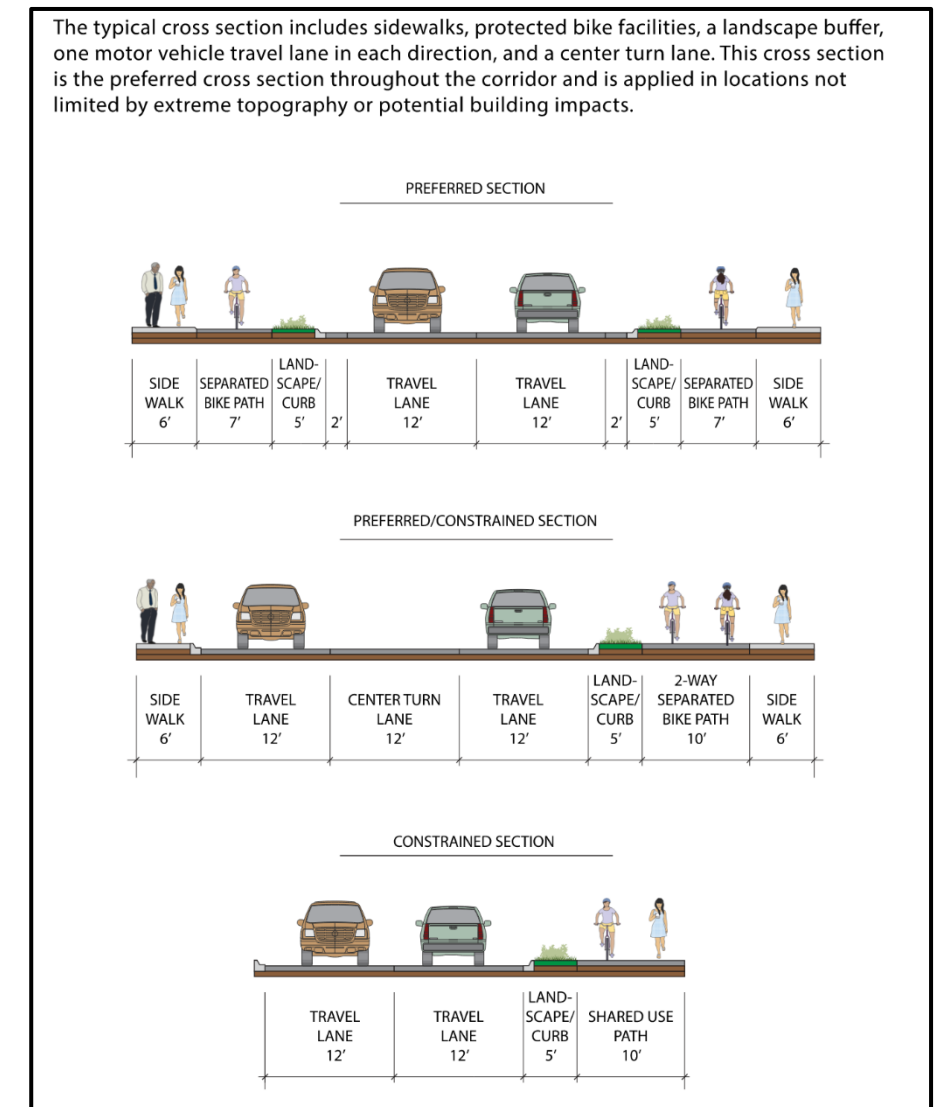 The typical cross section includes sidewalks, protected bike facilities, a landscape buffer,
one motor vehicle travel lane in each direction, and a center turn lane. This cross section
is the preferred cross section throughout the corridor and is applied in locations not
limited by extreme topography or potential building impacts.
PREFERRED SECTION
SIDE
WALK
6’
SEPARATED
BIKE PATH
7’
LAND-
SCAPE/
CURB
5’
2’
TRAVEL
LANE
12’
TRAVEL
LANE
12’
2’
LAND-
SCAPE/
CURB
5’
SEPARATED
BIKE PATH
7’
SIDE
WALK
6’
PREFERRED/CONSTRAINED SECTION
SIDE
WALK
6’
TRAVEL
LANE
12’
CENTER TURN
LANE
12’
TRAVEL
LANE
12’
LAND-
SCAPE/
CURB
5’
2-WAY
SEPARATED
BIKE PATH
10’
SIDE
WALK
6’
CONSTRAINED SECTION
TRAVEL
LANE
12’
TRAVEL
LANE
12’
LAND-
SCAPE/
CURB
5’
SHARED USE
PATH
10’